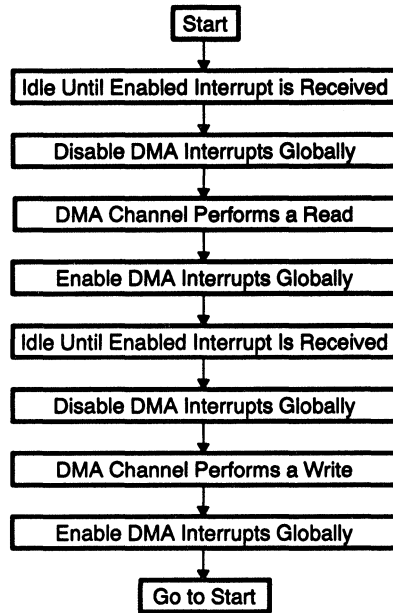 Start
Idle Until Enabled Interrupt is Received
Disable DMA Interrupts Globally
DMA Channel Performs a Read
Enable DMA Interrupts Globally
Idle Until Enabled Interrupt Is Received
Disable DMA Interrupts Globally
DMA Channel Performs a Write
Enable DMA Interrupts Globally
Go to Start